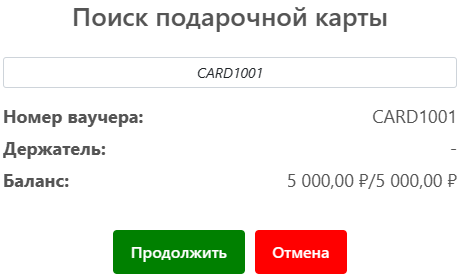 Поиск подарочной карты
CARD1001
Номер ваучера: CARD1001
Держатель: -
Баланс: 5 000,00 ₽/5 000,00 ₽
Продолжить Отмена